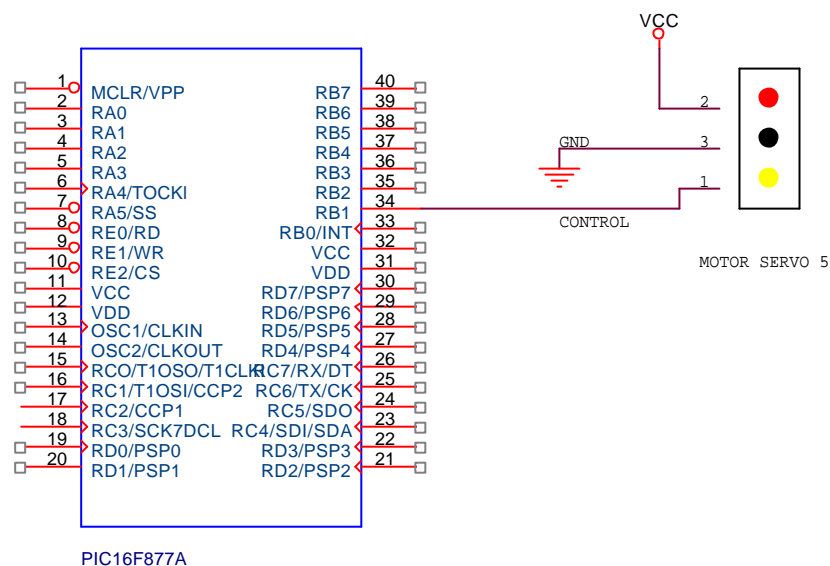 VCC
1 MCLR/VPP RB7 40
2 RA0 RB6 39
3 RA1 RB5 38
4 RA2 RB4 37
5 RA3 RB3 36
6 RA4/TOCKI RB2 35
7 RA5/SS RB1 34
8 RE0/RD RB0/INT 33
9 RE1/WR VCC 32
10 RE2/CS VDD 31
11 VCC RD7/PSP7 30
12 VDD RD6/PSP6 29
13 OSC1/CLKIN RD5/PSP5 28
14 OSC2/CLKOUT RD4/PSP4 27
15 RCO/T1OSO/T1CLKI RC7/RX/DT 26
16 RC1/T1OSI/CCP2 RC6/TX/CK 25
17 RC2/CCP1 RC5/SDO 24
18 RC3/SCK7DCL RC4/SDI/SDA 23
19 RD0/PSP0 RD3/PSP3 22
20 RD1/PSP1 RD2/PSP2 21
2
GND 3
1
CONTROL
MOTOR SERVO 5
PIC16F877A